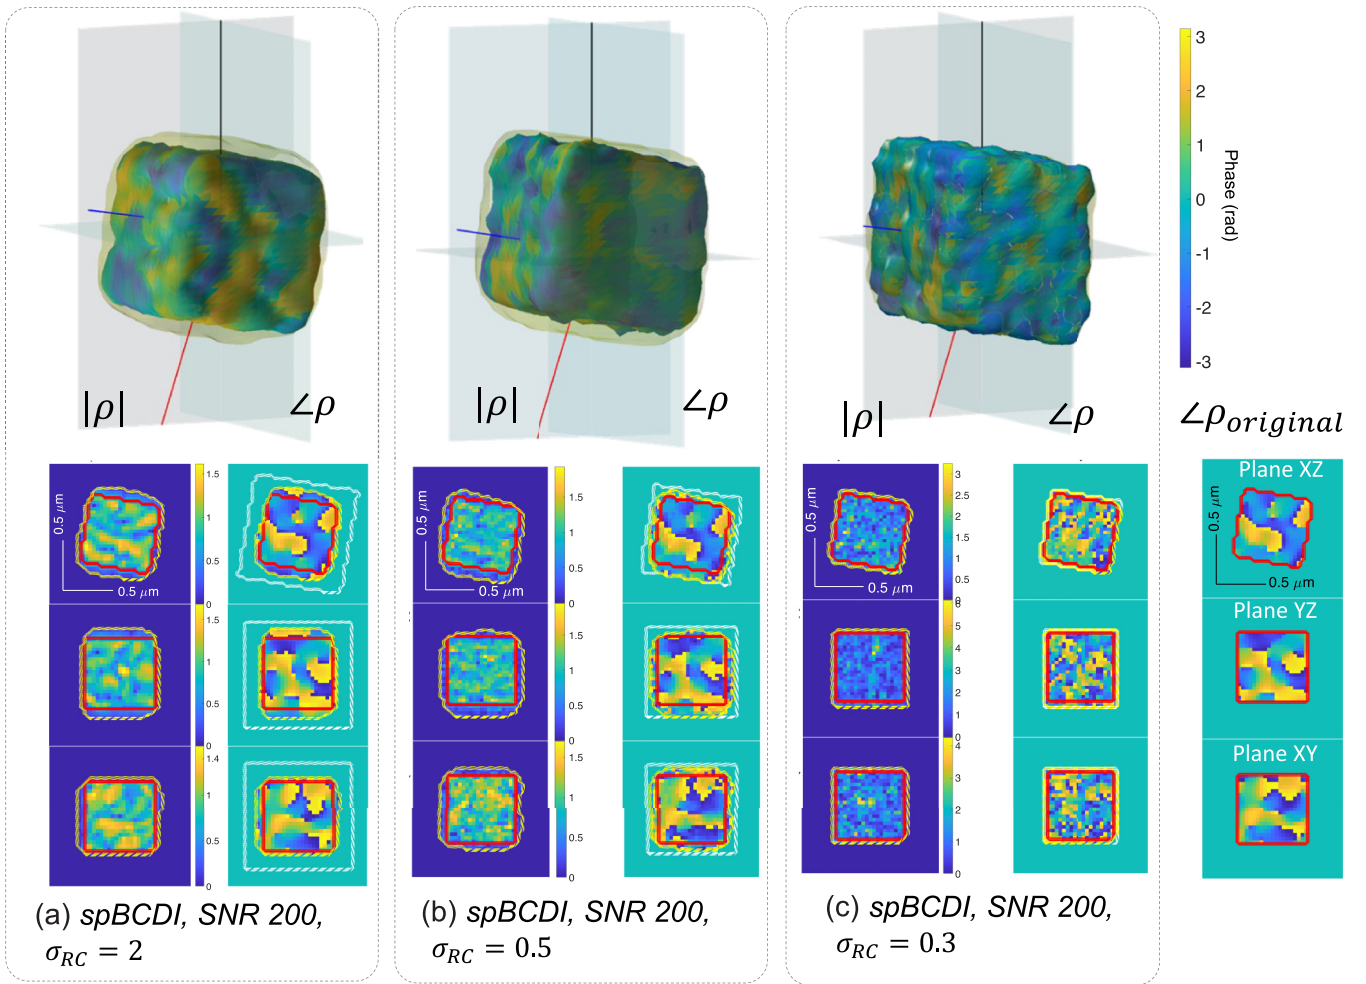 3
2
1
0
-1
-2
-3
Phase (rad)
|ρ| ∠ρ
|ρ| ∠ρ
|ρ| ∠ρ
∠ρ_original
0.5 μm
0.5 μm
1.5
1
0.5
0
1.5
1
0.5
0
1.4
1
0.5
0
0.5 μm
0.5 μm
1.5
1
0.5
0
1.5
1
0.5
0
1.5
1
0.5
0
0.5 μm
0.5 μm
3
2.5
2
1.5
1
0.5
0
6
5
4
3
2
1
0
4
3
2
1
0
Plane XZ
0.5 μm
0.5 μm
Plane YZ
Plane XY
(a) spBCDI, SNR 200,
σ_RC = 2
(b) spBCDI, SNR 200,
σ_RC = 0.5
(c) spBCDI, SNR 200,
σ_RC = 0.3